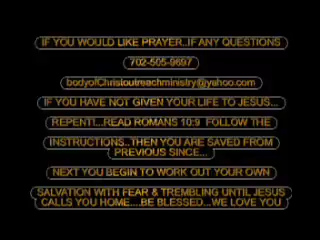 IF YOU WOULD LIKE PRAYER..IF ANY QUESTIONS
702-505-9697
bodyofChristoutreachministry@yahoo.com
IF YOU HAVE NOT GIVEN YOUR LIFE TO JESUS...
REPENT!...READ ROMANS 10:9  FOLLOW THE
INSTRUCTIONS..THEN YOU ARE SAVED FROM
PREVIOUS SINCE...
NEXT YOU BEGIN TO WORK OUT YOUR OWN
SALVATION WITH FEAR & TREMBLING UNTIL JESUS
CALLS YOU HOME....BE BLESSED...WE LOVE YOU